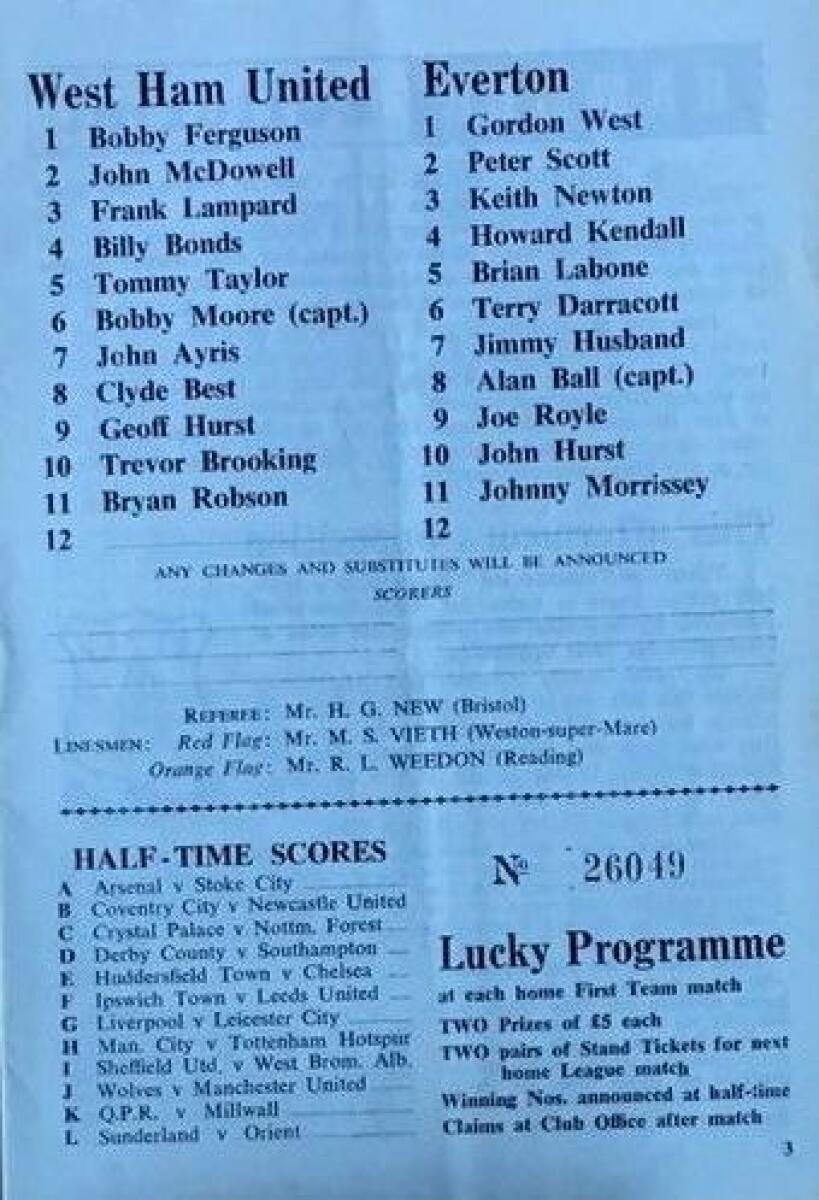 West Ham United
1 Bobby Ferguson
2 John McDowell
3 Frank Lampard
4 Billy Bonds
5 Tommy Taylor
6 Bobby Moore (capt.)
7 John Ayris
8 Clyde Best
9 Geoff Hurst
10 Trevor Brooking
11 Bryan Robson
12
Everton
1 Gordon West
2 Peter Scott
3 Keith Newton
4 Howard Kendall
5 Brian Labone
6 Terry Darracott
7 Jimmy Husband
8 Alan Ball (capt.)
9 Joe Royle
10 John Hurst
11 Johnny Morrissey
12
ANY CHANGES AND SUBSTITUTES WILL BE ANNOUNCED
SCORERS
REFEREE: Mr. H. G. NEW (Bristol)
LINESMEN: Red Flag: Mr. M. S. VIETH (Weston-super-Mare)
Orange Flag: Mr. R. L. WEEDON (Reading)
HALF-TIME SCORES
A Arsenal v Stoke City
B Coventry City v Newcastle United
C Crystal Palace v Nottm. Forest
D Derby County v Southampton
E Huddersfield Town v Chelsea
F Ipswich Town v Leeds United
G Liverpool v Leicester City
H Man. City v Tottenham Hotspur
I Sheffield Utd. v West Brom. Alb.
J Wolves v Manchester United
K Q.P.R. v Millwall
L Sunderland v Orient
Nº 26049
Lucky Programme
at each home First Team match
TWO Prizes of £5 each
TWO pairs of Stand Tickets for next
home League match
Winning Nos. announced at half-time
Claims at Club Office after match
3